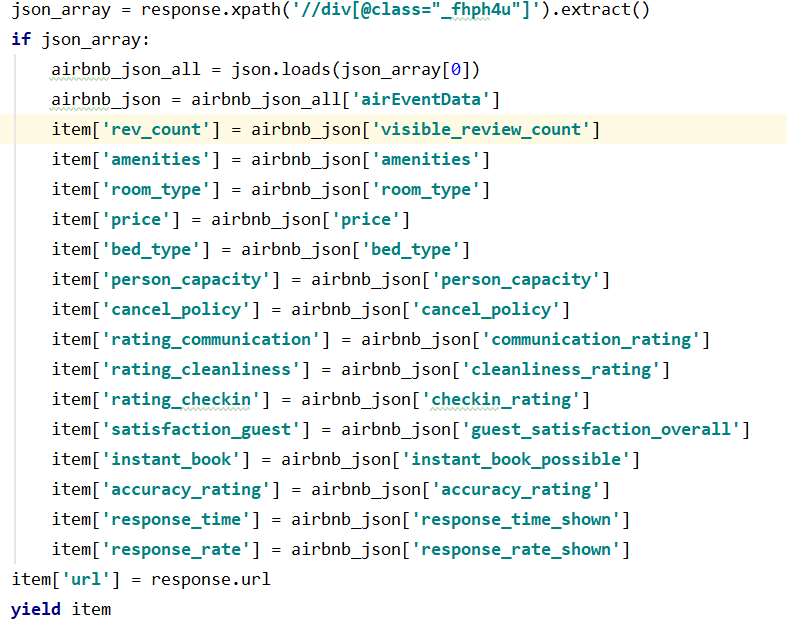 json_array = response.xpath('//div[@class="_fhph4u"]').extract()
if json_array:
    airbnb_json_all = json.loads(json_array[0])
    airbnb_json = airbnb_json_all['airEventData']
    item['rev_count'] = airbnb_json['visible_review_count']
    item['amenities'] = airbnb_json['amenities']
    item['room_type'] = airbnb_json['room_type']
    item['price'] = airbnb_json['price']
    item['bed_type'] = airbnb_json['bed_type']
    item['person_capacity'] = airbnb_json['person_capacity']
    item['cancel_policy'] = airbnb_json['cancel_policy']
    item['rating_communication'] = airbnb_json['communication_rating']
    item['rating_cleanliness'] = airbnb_json['cleanliness_rating']
    item['rating_checkin'] = airbnb_json['checkin_rating']
    item['satisfaction_guest'] = airbnb_json['guest_satisfaction_overall']
    item['instant_book'] = airbnb_json['instant_book_possible']
    item['accuracy_rating'] = airbnb_json['accuracy_rating']
    item['response_time'] = airbnb_json['response_time_shown']
    item['response_rate'] = airbnb_json['response_rate_shown']
item['url'] = response.url
yield item